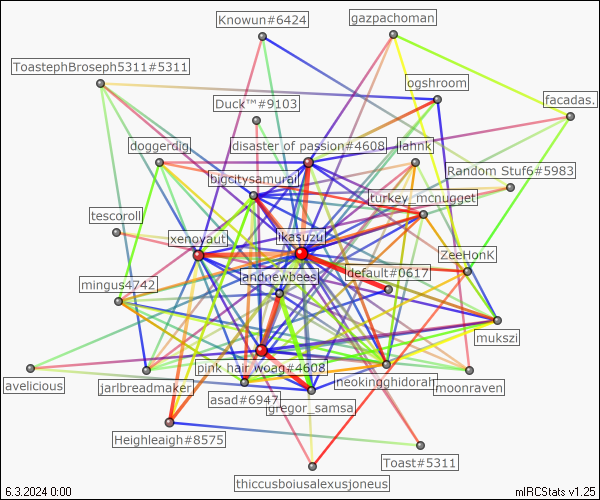 Knowun#6424
gazpachoman
ToastephBroseph5311#5311
ogshroom
facadas.
Duck™#9103
doggerdig
disaster of passion#4608
lahnk
Random Stuf6#5983
bigcitysamurai
turkey_mcnugget
tescoroll
xenovaut
ikasuzu
ZeeHonK
andnewbees
default#0617
mingus4742
mukszi
pink hair woag#4608
avelicious
jarlbreadmaker
neokingghidorah
moonraven
asad#6947
gregor_samsa
Heighleaigh#8575
Toast#5311
thiccusboiusalexusjoneus
6.3.2024 0:00
mIRCStats v1.25